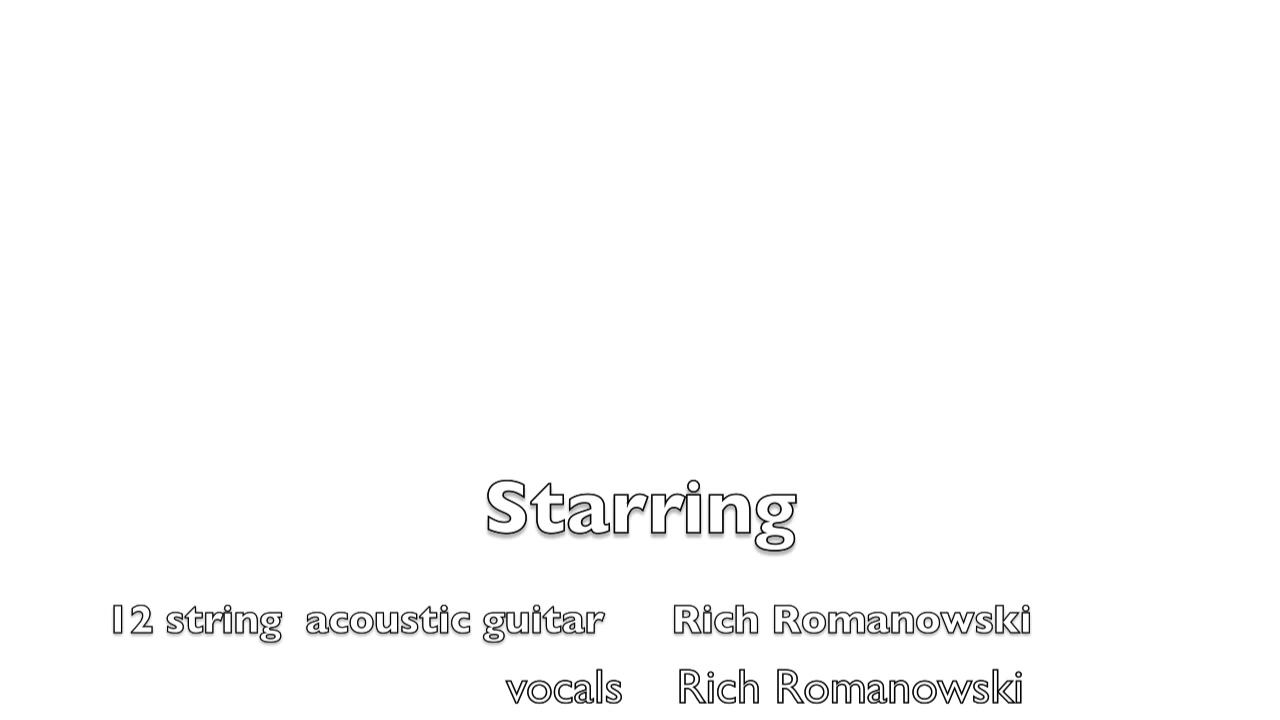 Starring
12 string acoustic guitar Rich Romanowski
vocals Rich Romanowski